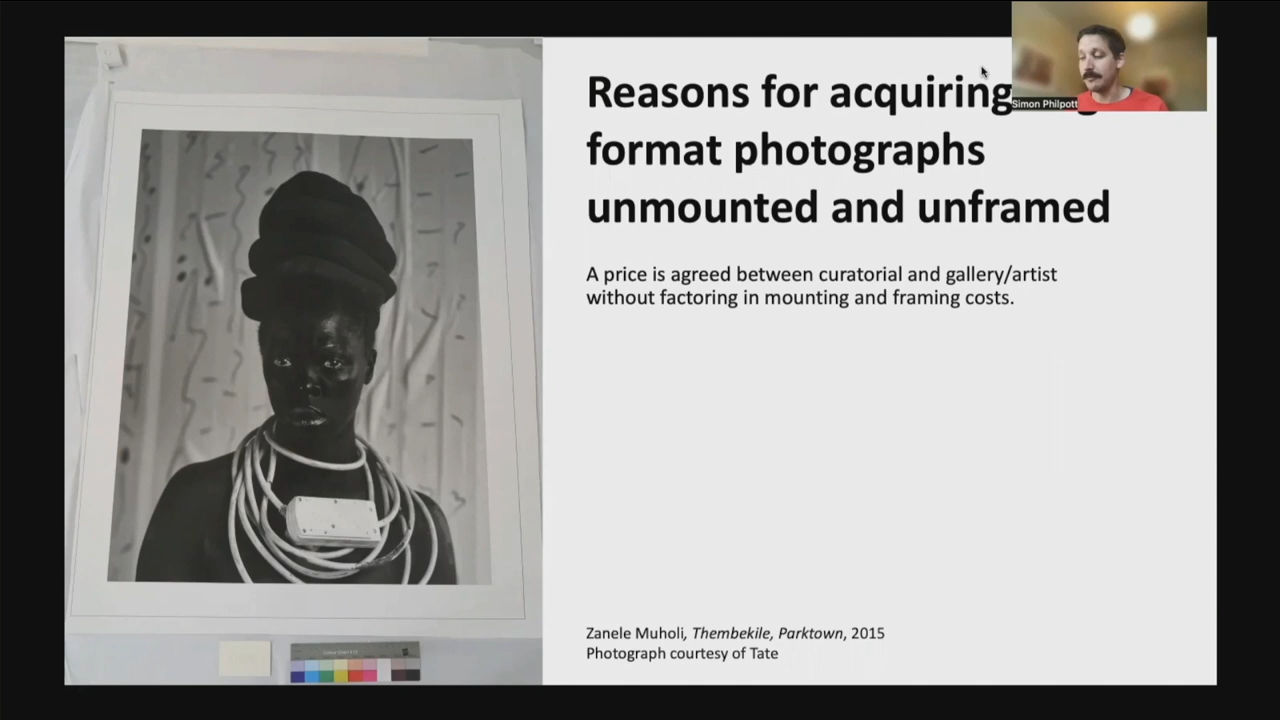 Reasons for acquiring
format photographs
unmounted and unframed
A price is agreed between curatorial and gallery/artist
without factoring in mounting and framing costs.
Zanele Muholi, Thembekile, Parktown, 2015
Photograph courtesy of Tate
Simon Philpott